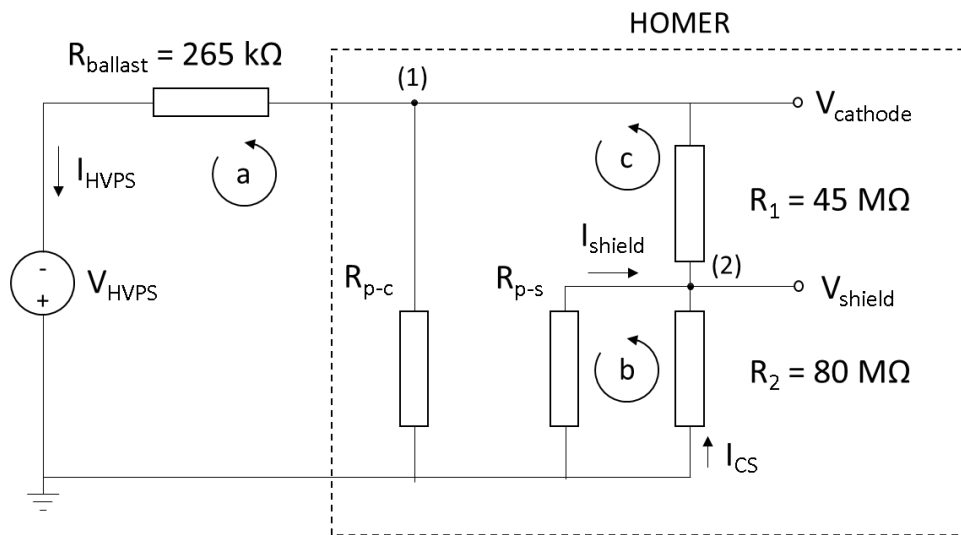 HOMER
R_ballast = 265 kΩ
(1)
V_cathode
I_HVPS
a
c
R_1 = 45 MΩ
I_shield
(2)
-
+
V_HVPS
R_p-c
R_p-s
V_shield
b
R_2 = 80 MΩ
I_CS